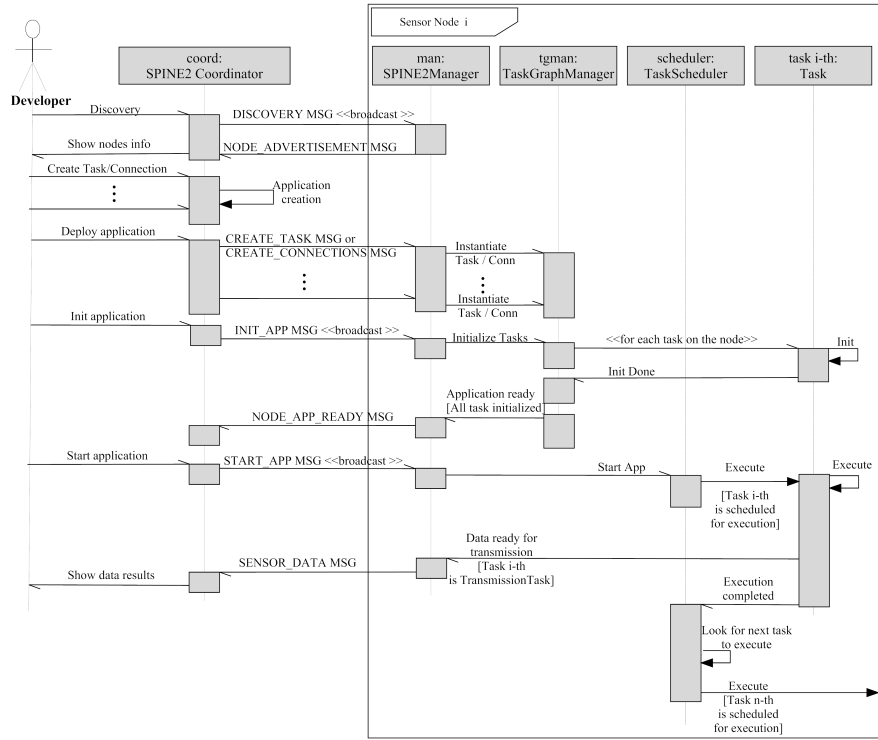 Sensor Node i
coord:
SPINE2 Coordinator
man:
SPINE2Manager
tgman:
TaskGraphManager
scheduler:
TaskScheduler
task i-th:
Task
Developer
Discovery
DISCOVERY MSG <<broadcast >>
Show nodes info
NODE_ADVERTISEMENT MSG
Create Task/Connection
Application
creation
Deploy application
CREATE_TASK MSG or
CREATE_CONNECTIONS MSG
Instantiate
Task / Conn
Instantiate
Task / Conn
Init application
INIT_APP MSG <<broadcast >>
Initialize Tasks
<<for each task on the node>>
Init
Init Done
Application ready
[All task initialized]
NODE_APP_READY MSG
Start application
START_APP MSG <<broadcast >>
Start App
Execute
Execute
[Task i-th
is scheduled
for execution]
Data ready for
transmission
[Task i-th
is TransmissionTask]
SENSOR_DATA MSG
Show data results
Execution
completed
Look for next task
to execute
Execute
[Task n-th
is scheduled
for execution]